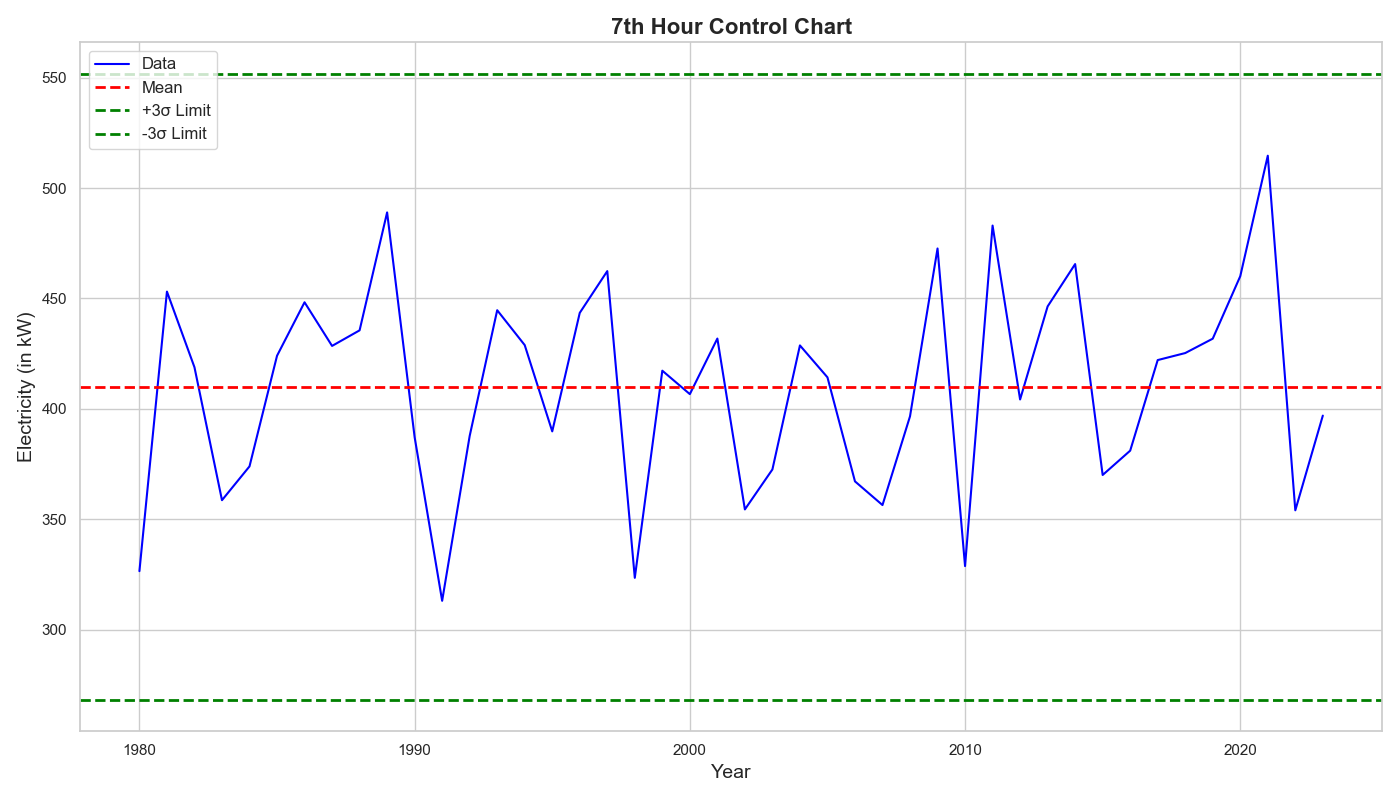 7th Hour Control Chart
Data
Mean
+3σ Limit
-3σ Limit
Electricity (in kW)
550
500
450
400
350
300
1980
1990
2000
2010
2020
Year